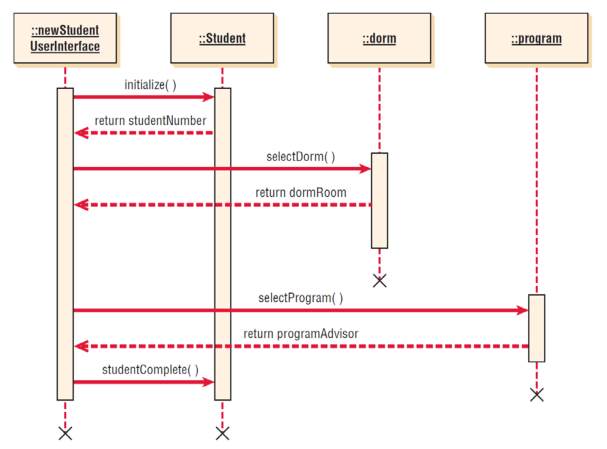 ::newStudent
UserInterface
::Student
::dorm
::program
initialize( )
return studentNumber
selectDorm( )
return dormRoom
selectProgram( )
return programAdvisor
studentComplete( )